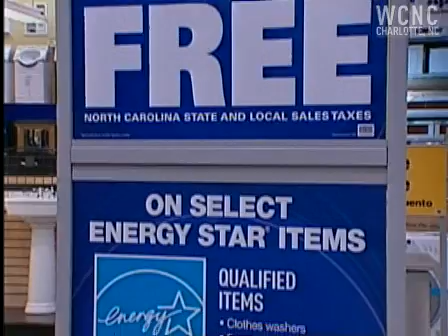 WCNC
CHARLOTTE, NC
FREE
NORTH CAROLINA STATE AND LOCAL SALES TAXES
ON SELECT
ENERGY STAR® ITEMS
energy
QUALIFIED
ITEMS
• Clothes washers
uento